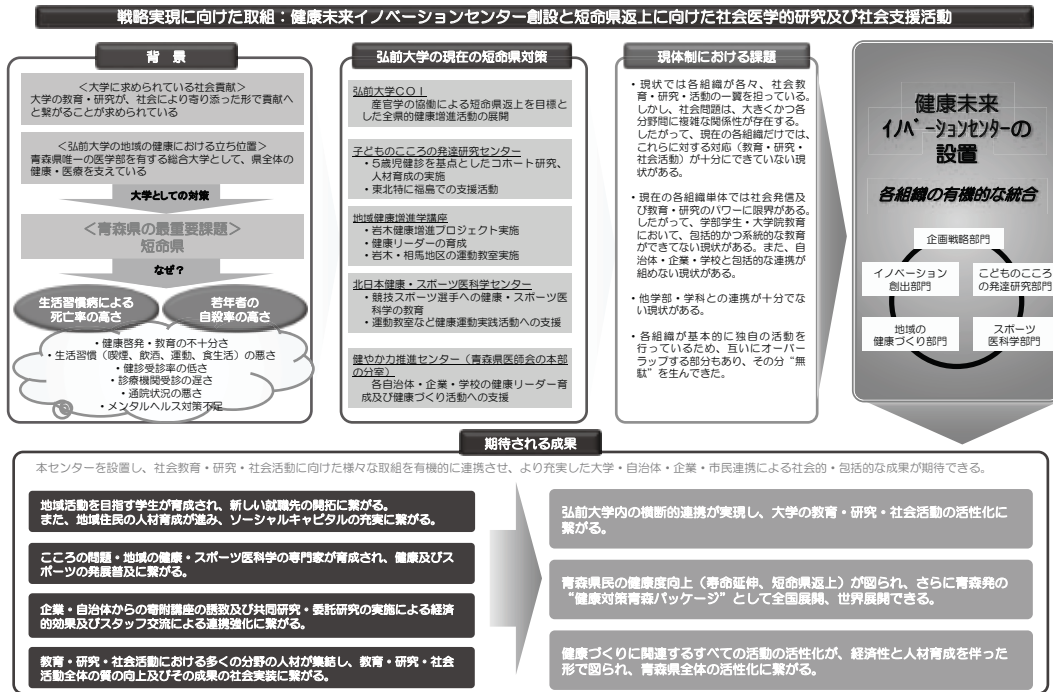 戦略実現に向けた取組：健康未来イノベーションセンター創設と短命県返上に向けた社会医学的研究及び社会支援活動
背 景
＜大学に求められている社会貢献＞
大学の教育・研究が、社会により寄り添った形で貢献へ
と繋がることが求められている
＜弘前大学の地域の健康における立ち位置＞
青森県唯一の医学部を有する総合大学として、県全体の
健康・医療を支えている
大学としての対策
＜青森県の最重要課題＞
短命県
なぜ？
生活習慣病による
死亡率の高さ
若年者の
自殺率の高さ
・健康啓発・教育の不十分さ
・生活習慣（喫煙、飲酒、運動、食生活）の悪さ
・健診受診率の低さ
・診療機関受診の遅さ
・通院状況の悪さ
・メンタルヘルス対策不足
弘前大学の現在の短命県対策
弘前大学ＣＯＩ
産官学の協働による短命県返上を目標と
した全県的健康増進活動の展開
子どものこころの発達研究センター
・５歳児健診を基点としたコホート研究、
人材育成の実施
・東北特に福島での支援活動
地域健康増進学講座
・岩木健康増進プロジェクト実施
・健康リーダーの育成
・岩木・相馬地区の運動教室実施
北日本健康・スポーツ医科学センター
・競技スポーツ選手への健康・スポーツ医
科学の教育
・運動教室など健康運動実践活動への支援
健やか力推進センター（青森県医師会の本部
の分室）
各自治体・企業・学校の健康リーダー育
成及び健康づくり活動への支援
現体制における課題
・現状では各組織が各々、社会教
育・研究・活動の一翼を担っている。
しかし、社会問題は、大きくかつ各
分野間に複雑な関係性が存在する。
したがって、現在の各組織だけでは、
これらに対する対応（教育・研究・
社会活動）が十分にできていない現
状がある。
・現在の各組織単体では社会発信
及び教育・研究のパワーに限界がある。
したがって、学部学生・大学院教育
において、包括的かつ系統的な教育
ができてない現状がある。また、自
治体・企業・学校と包括的な連携が
組めない現状がある。
・他学部・学科との連携が十分でな
い現状がある。
・各組織が基本的に独自の活動を
行っているため、互いにオーバー
ラップする部分もあり、その分“無
駄”を生んできた。
健康未来
ｲﾉﾍﾞｰｼｮﾝｾﾝﾀｰの
設置
各組織の有機的な統合
企画戦略部門
イノベーション
創出部門
こどものこころ
の発達研究部門
地域の
健康づくり部門
スポーツ
医科学部門
期待される成果
本センターを設置し、社会教育・研究・社会活動に向けた様々な取組を有機的に連携させ、より充実した大学・自治体・企業・市民連携による社会的・包括的な成果が期待できる。
地域活動を目指す学生が育成され、新しい就職先の開拓に繋がる。
また、地域住民の人材育成が進み、ソーシャルキャピタルの充実に繋がる。
こころの問題・地域の健康・スポーツ医科学の専門家が育成され、健康及びス
ポーツの発展普及に繋がる。
企業・自治体からの寄附講座の誘致及び共同研究・委託研究の実施による経済
的効果及びスタッフ交流による連携強化に繋がる。
教育・研究・社会活動における多くの分野の人材が集結し、教育・研究・社会
活動全体の質の向上及びその成果の社会実装に繋がる。
弘前大学内の横断的連携が実現し、大学の教育・研究・社会活動の活性化に
繋がる。
青森県民の健康度向上（寿命延伸、短命県返上）が図られ、さらに青森発の
“健康対策青森パッケージ”として全国展開、世界展開できる。
健康づくりに関連するすべての活動の活性化が、経済性と人材育成を伴った
形で図られ、青森県全体の活性化に繋がる。